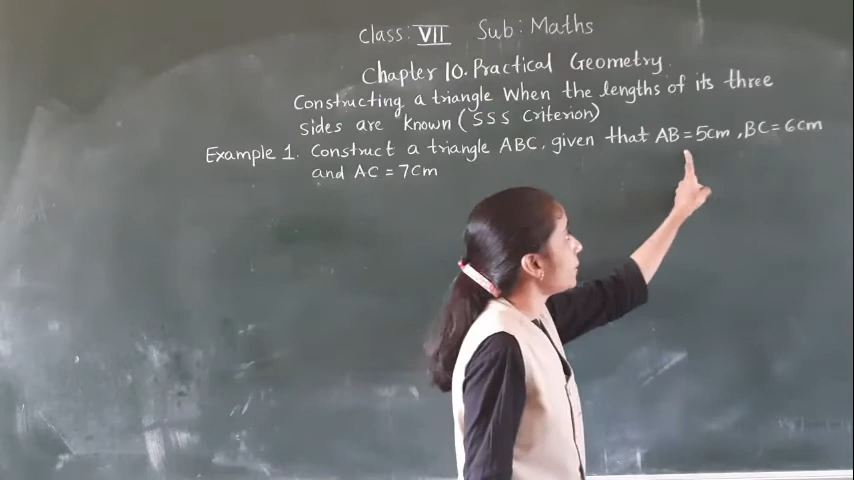 Class: VII Sub: Maths
Chapter 10. Practical Geometry.
Constructing a triangle When the lengths of its three
sides are known (SSS Criterion)
Example 1. Construct a triangle ABC, given that AB = 5cm, BC = 6cm
and AC = 7cm